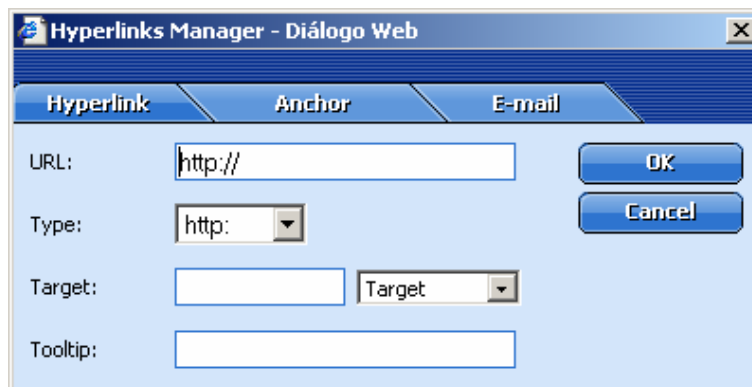 Hyperlinks Manager - Diálogo Web
Hyperlink Anchor E-mail
URL: http:// OK
Cancel
Type: http:
Target: Target
Tooltip: